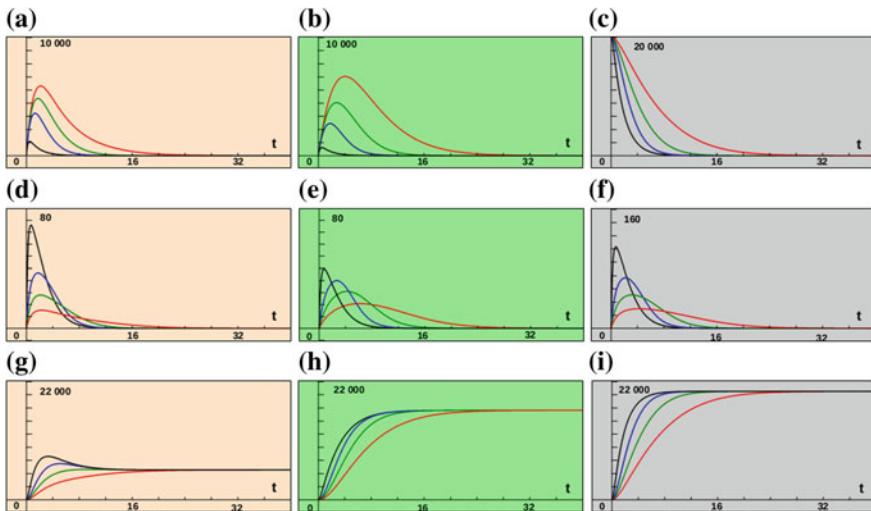 (a) (b) (c)
10 000 10 000 20 000
t t t
0 16 32 0 16 32 0 16 32
(d) (e) (f)
80 80 160
t t t
0 16 32 0 16 32 0 16 32
(g) (h) (i)
22 000 22 000 22 000
t t t
0 16 32 0 16 32 0 16 32